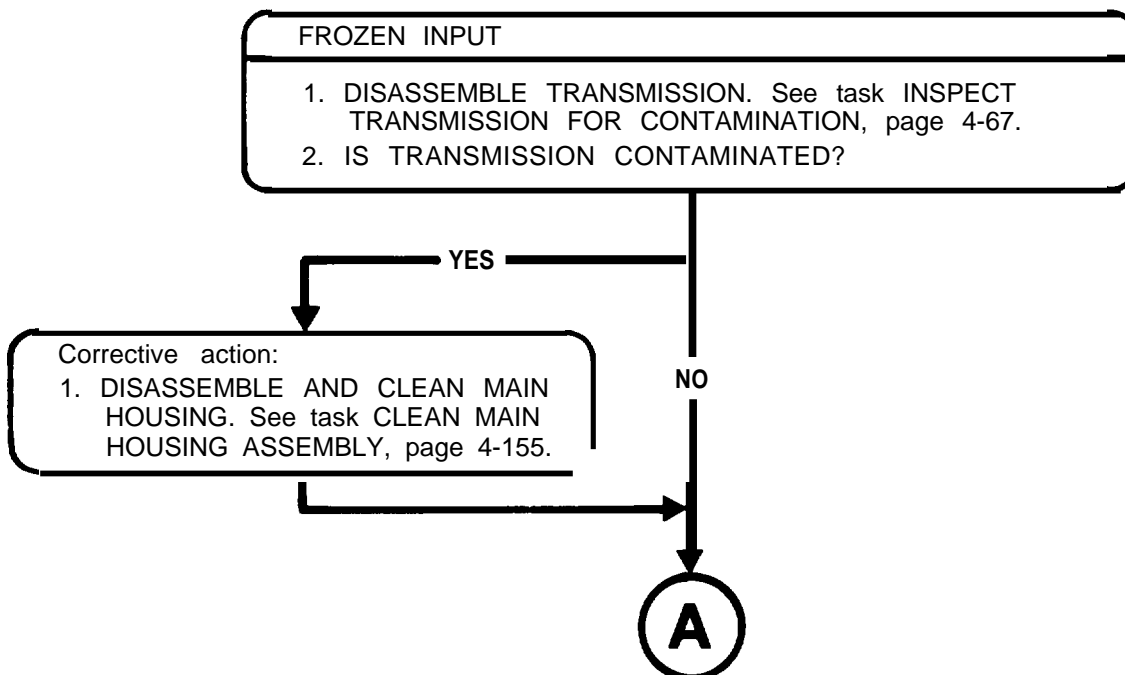 FROZEN INPUT
1. DISASSEMBLE TRANSMISSION. See task INSPECT
TRANSMISSION FOR CONTAMINATION, page 4-67.
2. IS TRANSMISSION CONTAMINATED?
YES
Corrective action:
1. DISASSEMBLE AND CLEAN MAIN
HOUSING. See task CLEAN MAIN
HOUSING ASSEMBLY, page 4-155.
NO
A